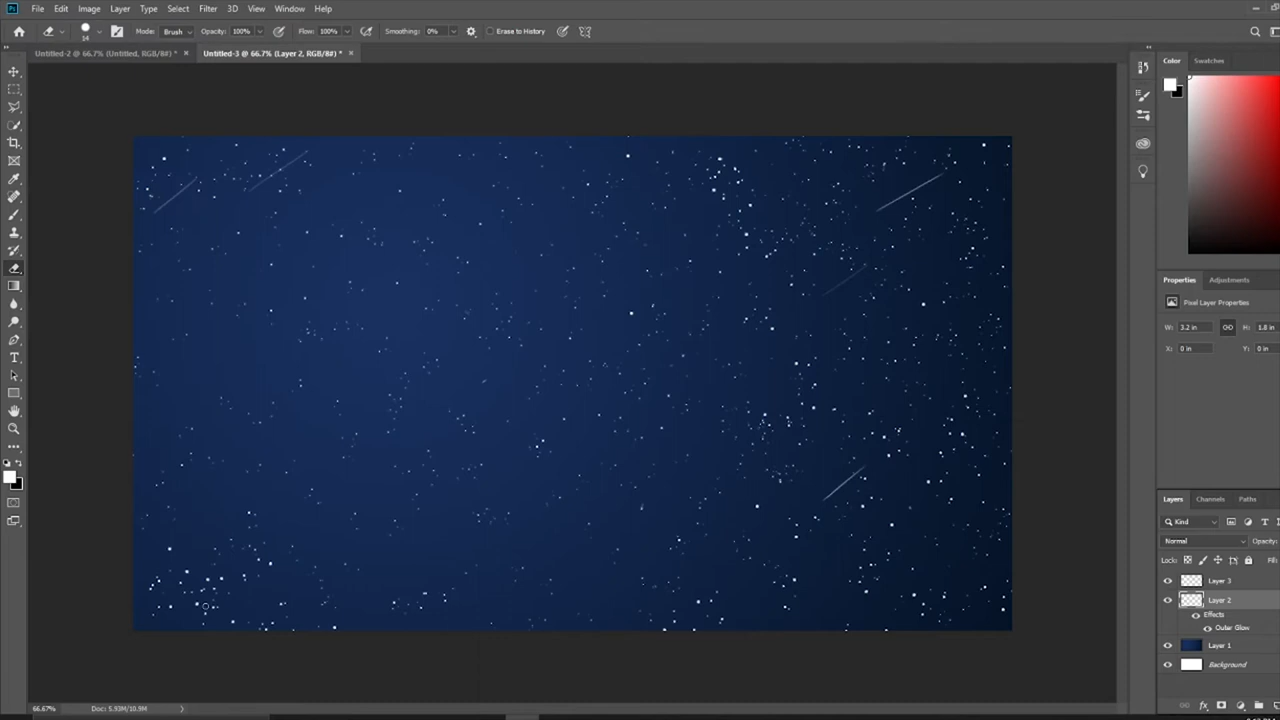 Ps File Edit Image Layer Type Select Filter 3D View Window Help
14 Mode: Brush Opacity: 100% Flow: 100% Smoothing: 0% Erase to History
Untitled-2 @ 66.7% (Untitled, RGB/8#) * × Untitled-3 @ 66.7% (Layer 2, RGB/8#) * ×
Color Swatches
Properties Adjustments
Pixel Layer Properties
W: 3.2 in H: 1.8 in
X: 0 in Y: 0 in
Layers Channels Paths
Kind
Normal Opacity:
Lock: Fill:
Layer 3
Layer 2
Effects
Outer Glow
Layer 1
Background
66.67% Doc: 5.93M/10.9M